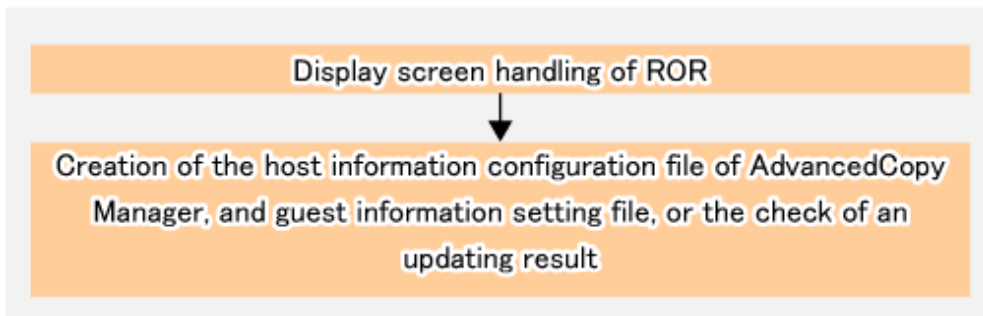 Display screen handling of ROR
Creation of the host information configuration file of AdvancedCopy
Manager, and guest information setting file, or the check of an
updating result